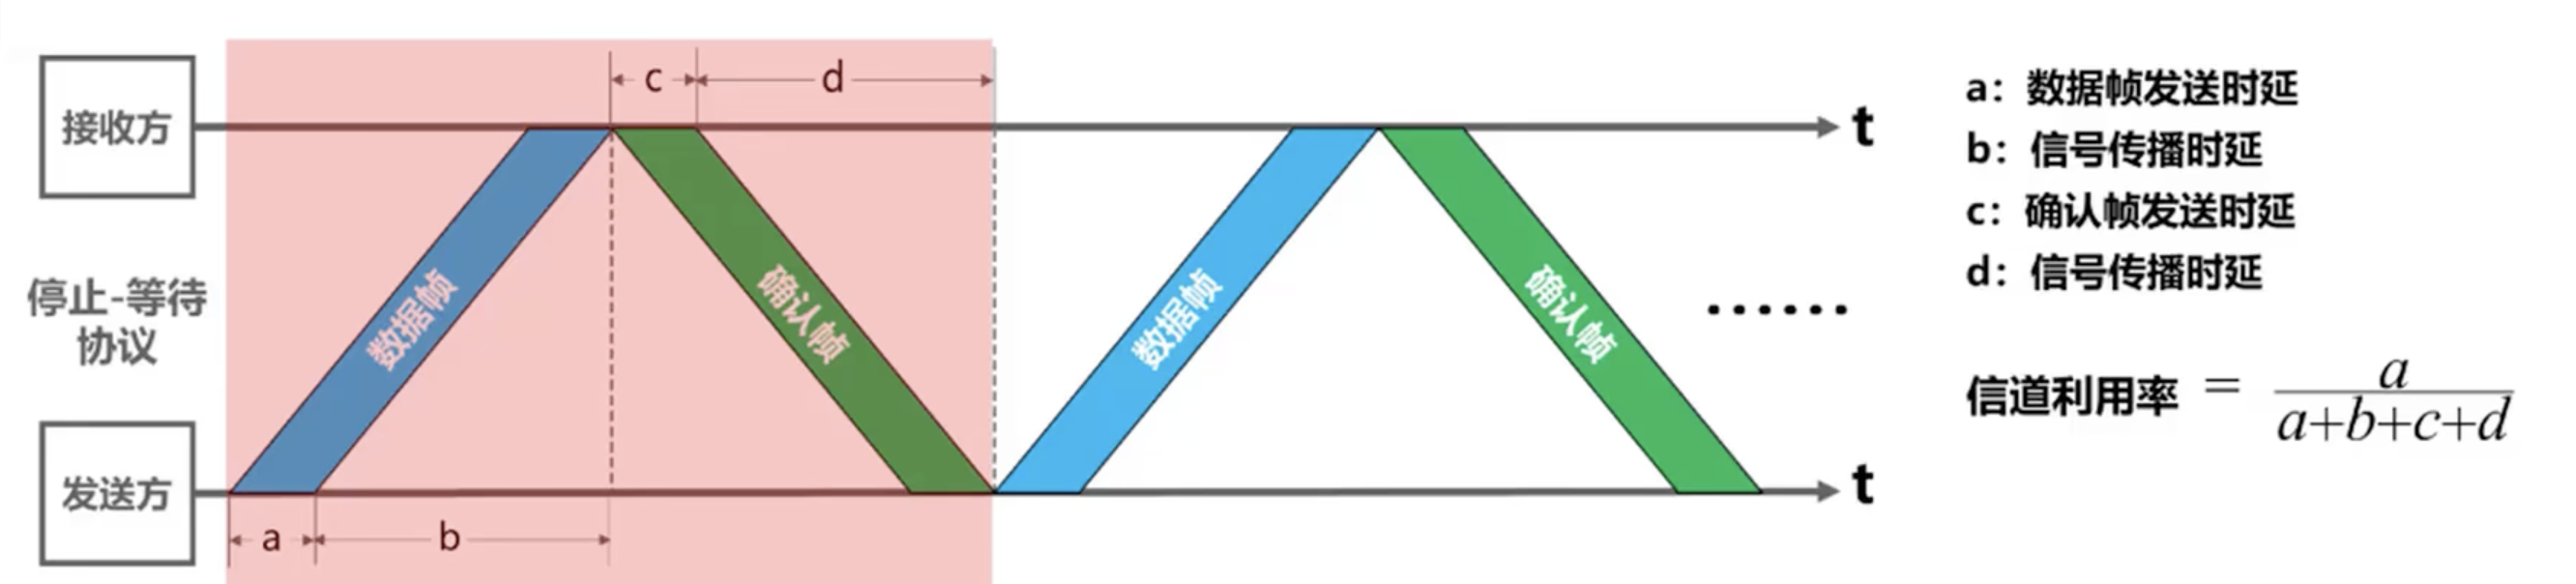 接收方
停止-等待
协议
发送方
c
d
a
b
数据帧
确认帧
数据帧
确认帧
t
t
......
a：数据帧发送时延
b：信号传播时延
c：确认帧发送时延
d：信号传播时延
信道利用率 = a / a+b+c+d